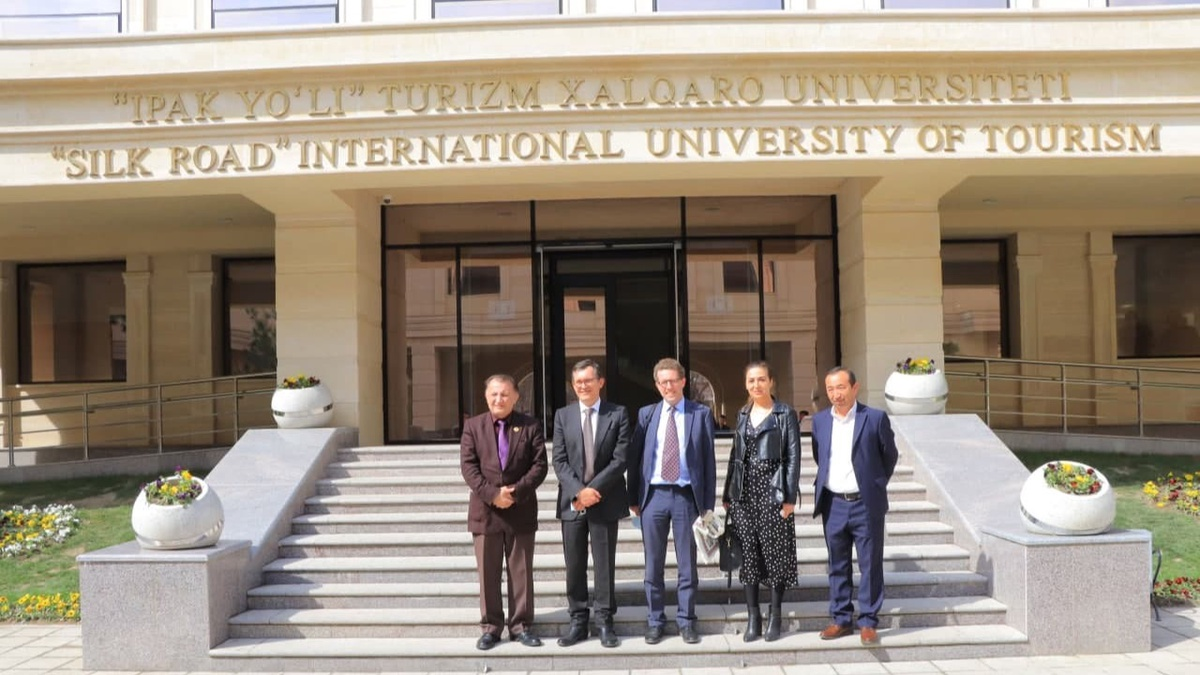 "IPAK YO'LI" TURIZM XALQARO UNIVERSITETI
"SILK ROAD" INTERNATIONAL UNIVERSITY OF TOURISM